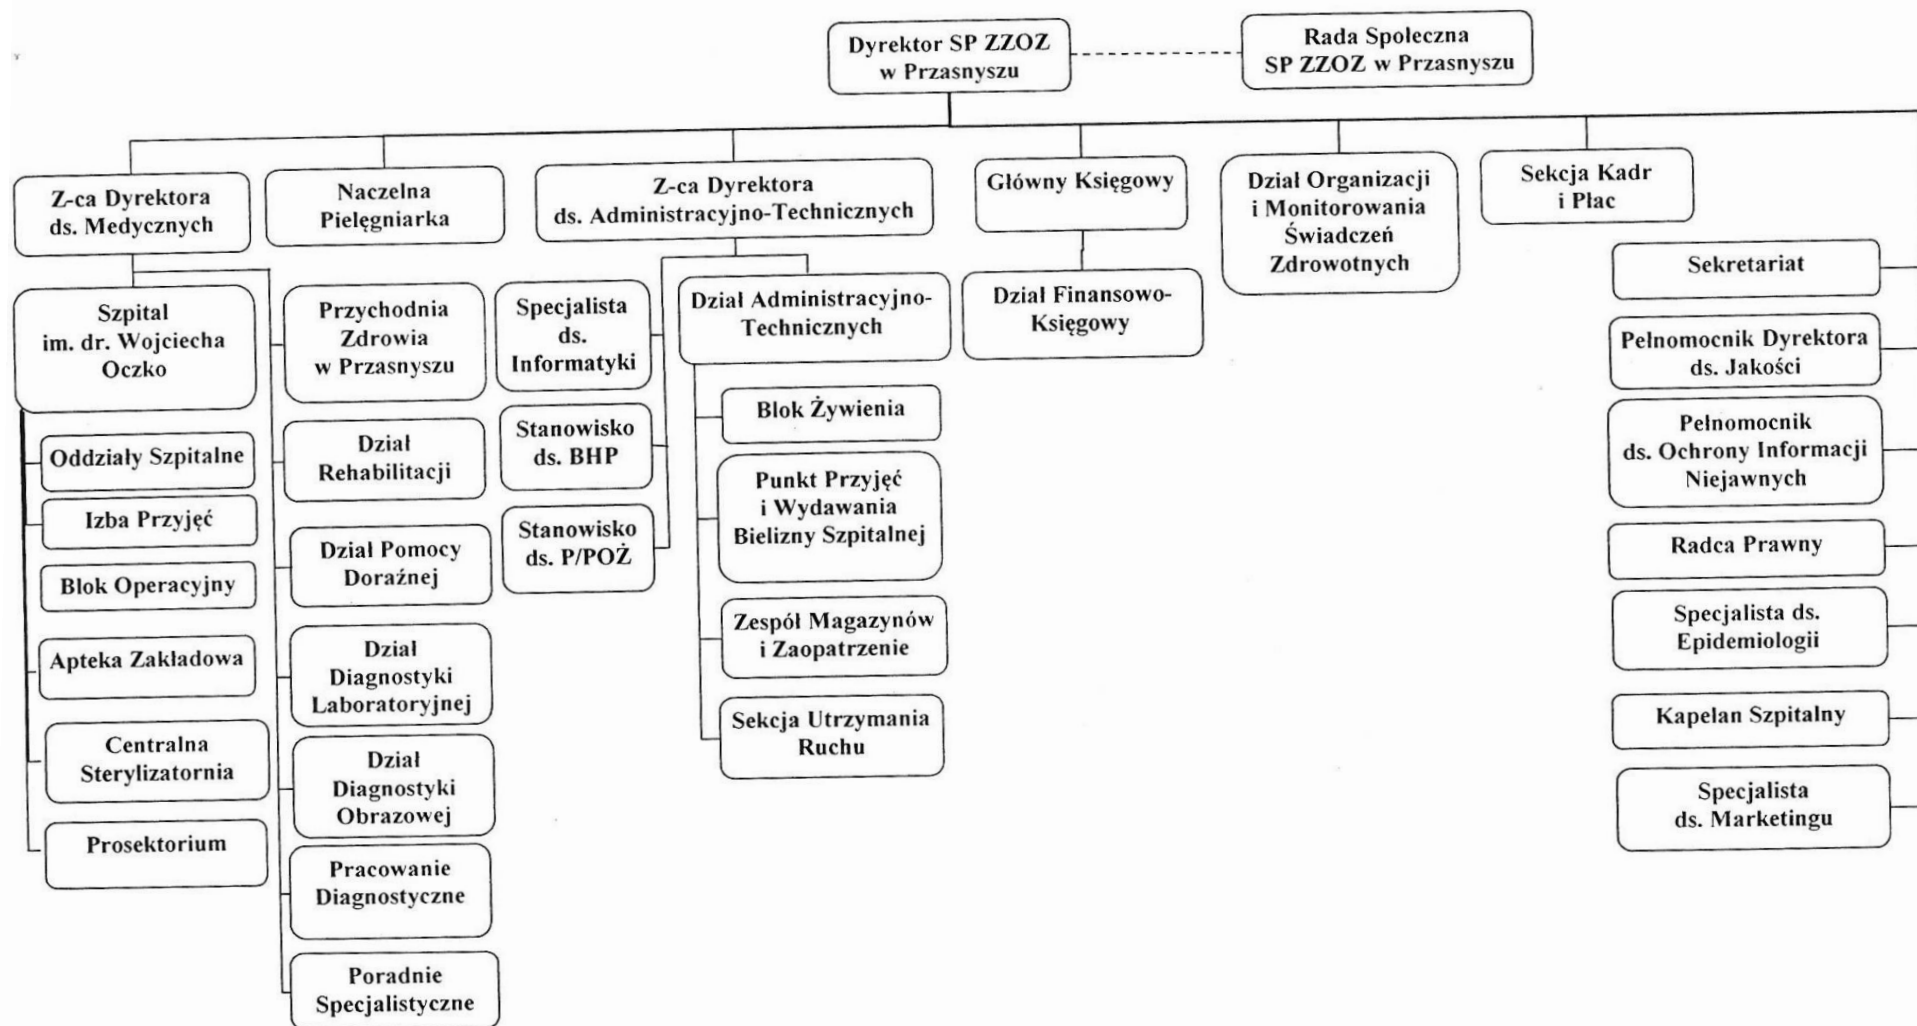 Dyrektor SP ZZOZ
w Przasnyszu
Rada Społeczna
SP ZZOZ w Przasnyszu
Z-ca Dyrektora
ds. Medycznych
Naczelna
Pielęgniarka
Z-ca Dyrektora
ds. Administracyjno-Technicznych
Główny Księgowy
Dział Organizacji
i Monitorowania
Świadczeń
Zdrowotnych
Sekcja Kadr
i Płac
Szpital
im. dr. Wojciecha
Oczko
Oddziały Szpitalne
Izba Przyjęć
Blok Operacyjny
Apteka Zakładowa
Centralna
Sterylizatornia
Prosektorium
Przychodnia
Zdrowia
w Przasnyszu
Dział
Rehabilitacji
Dział Pomocy
Doraźnej
Dział
Diagnostyki
Laboratoryjnej
Dział
Diagnostyki
Obrazowej
Pracowanie
Diagnostyczne
Poradnie
Specjalistyczne
Specjalista
ds.
Informatyki
Stanowisko
ds. BHP
Stanowisko
ds. P/POŻ
Dział Administracyjno-
Technicznych
Blok Żywienia
Punkt Przyjęć
i Wydawania
Bielizny Szpitalnej
Zespół Magazynów
i Zaopatrzenie
Sekcja Utrzymania
Ruchu
Dział Finansowo-
Księgowy
Sekretariat
Pełnomocnik Dyrektora
ds. Jakości
Pełnomocnik
ds. Ochrony Informacji
Niejawnych
Radca Prawny
Specjalista ds.
Epidemiologii
Kapelan Szpitalny
Specjalista
ds. Marketingu